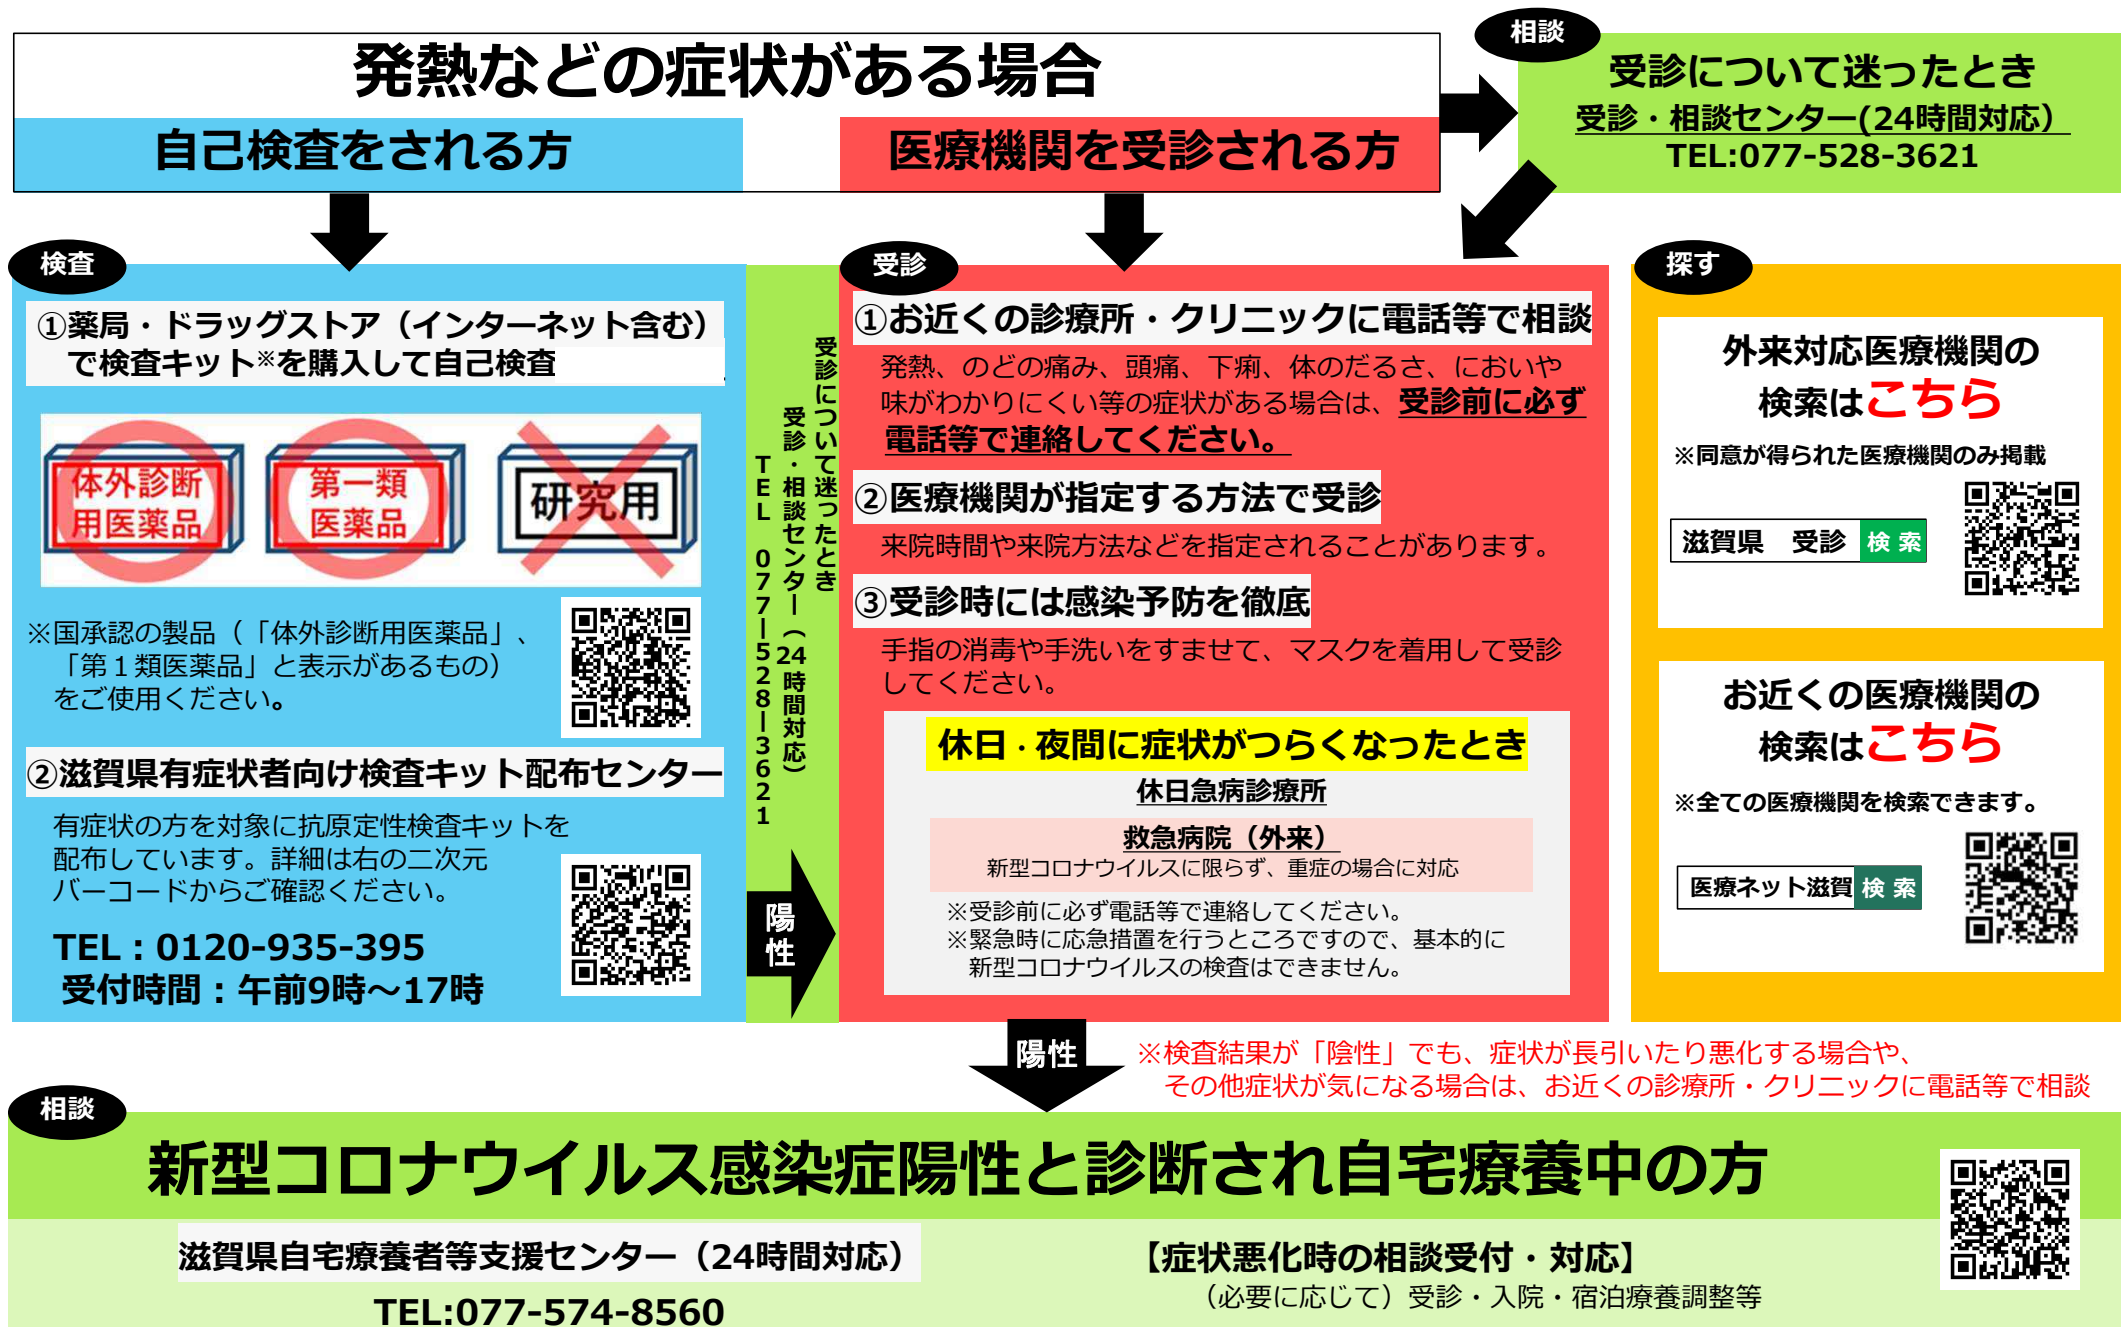 発熱などの症状がある場合
自己検査をされる方
医療機関を受診される方
相談
受診について迷ったとき
受診・相談センター(24時間対応）
TEL:077-528-3621
検査
①薬局・ドラッグストア（インターネット含む）
で検査キット※を購入して自己検査
体外診断
用医薬品
第一類
医薬品
研究用
※国承認の製品（「体外診断用医薬品」、
「第１類医薬品」と表示があるもの）
をご使用ください。
②滋賀県有症状者向け検査キット配布センター
有症状の方を対象に抗原定性検査キットを
配布しています。詳細は右の二次元
バーコードからご確認ください。
TEL：0120-935-395
受付時間：午前9時～17時
受診について迷ったとき
受診・相談センター（24時間対応）
TEL 077ー528ー3621
陽性
受診
①お近くの診療所・クリニックに電話等で相談
発熱、のどの痛み、頭痛、下痢、体のだるさ、においや
味がわかりにくい等の症状がある場合は、受診前に必ず
電話等で連絡してください。
②医療機関が指定する方法で受診
来院時間や来院方法などを指定されることがあります。
③受診時には感染予防を徹底
手指の消毒や手洗いをすませて、マスクを着用して受診
してください。
休日・夜間に症状がつらくなったとき
休日急病診療所
救急病院（外来）
新型コロナウイルスに限らず、重症の場合に対応
※受診前に必ず電話等で連絡してください。
※緊急時に応急措置を行うところですので、基本的に
新型コロナウイルスの検査はできません。
探す
外来対応医療機関の
検索はこちら
※同意が得られた医療機関のみ掲載
滋賀県　受診 検 索
お近くの医療機関の
検索はこちら
※全ての医療機関を検索できます。
医療ネット滋賀 検 索
陽性
※検査結果が「陰性」でも、症状が長引いたり悪化する場合や、
その他症状が気になる場合は、お近くの診療所・クリニックに電話等で相談
相談
新型コロナウイルス感染症陽性と診断され自宅療養中の方
滋賀県自宅療養者等支援センター（24時間対応）
TEL:077-574-8560
【症状悪化時の相談受付・対応】
（必要に応じて）受診・入院・宿泊療養調整等